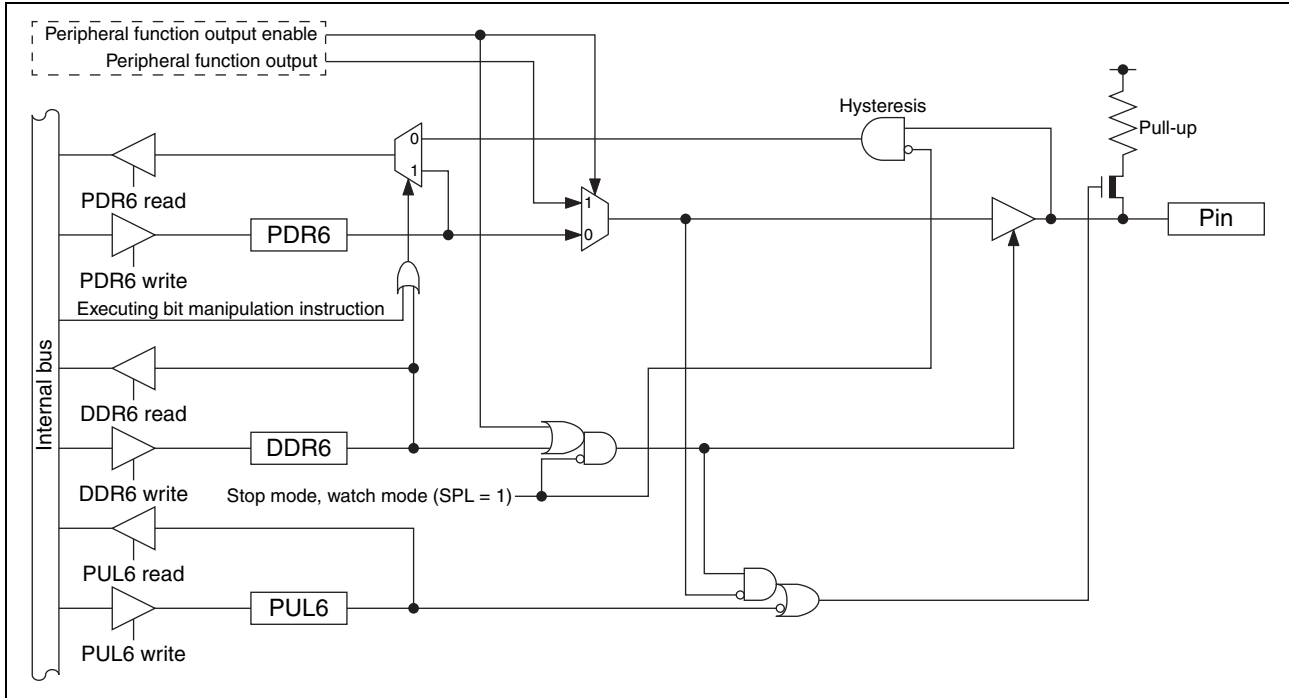 Peripheral function output enable
Peripheral function output
Hysteresis
Pull-up
0
1
PDR6 read
1
0
PDR6
Pin
PDR6 write
Executing bit manipulation instruction
Internal bus
DDR6 read
DDR6
DDR6 write
Stop mode, watch mode (SPL = 1)
PUL6 read
PUL6
PUL6 write